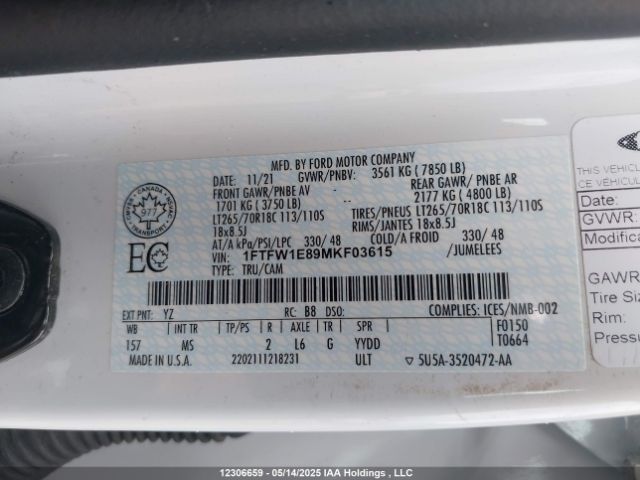 MFD. BY FORD MOTOR COMPANY
11/21 GVWR/PNBV: 3561 KG ( 7850 LB)
FRONT GAWR/PNBE AV REAR GAWR/ PNBE AR
1701 KG ( 3750 LB) -- 2177 KG ( 4800 LB)
LT265/70R18C 113/110S TIRES/PNEUS LT265/70R18C 113/110S
18x8.5J RIMS/JANTES 18x8.5J
AT/A kPa/PSI/LPC 330/ 48 COLD/A FROID 330/ 48
VIN: 1FTFW1E89MKF03615 /JUMELEES
TYPE: TRU/CAM
CANADA
977
TRANSPORT
EC
EXT PNT: YZ RC: B8 DSO: COMPLIES: ICES/NMB-002
WB INT TR TP/PS R AXLE TR SPR F0150
157 MS 2 L6 G YYDD T0664
MADE IN U.S.A. 2202111218231 ULT 5U5A-3520472-AA
THIS VEHICLE
CE VÉHICULE
Date:
GVWR
Modifica
GAWR
Tire Siz
Rim:
Pressu
12306659 - 05/14/2025 IAA Holdings , LLC